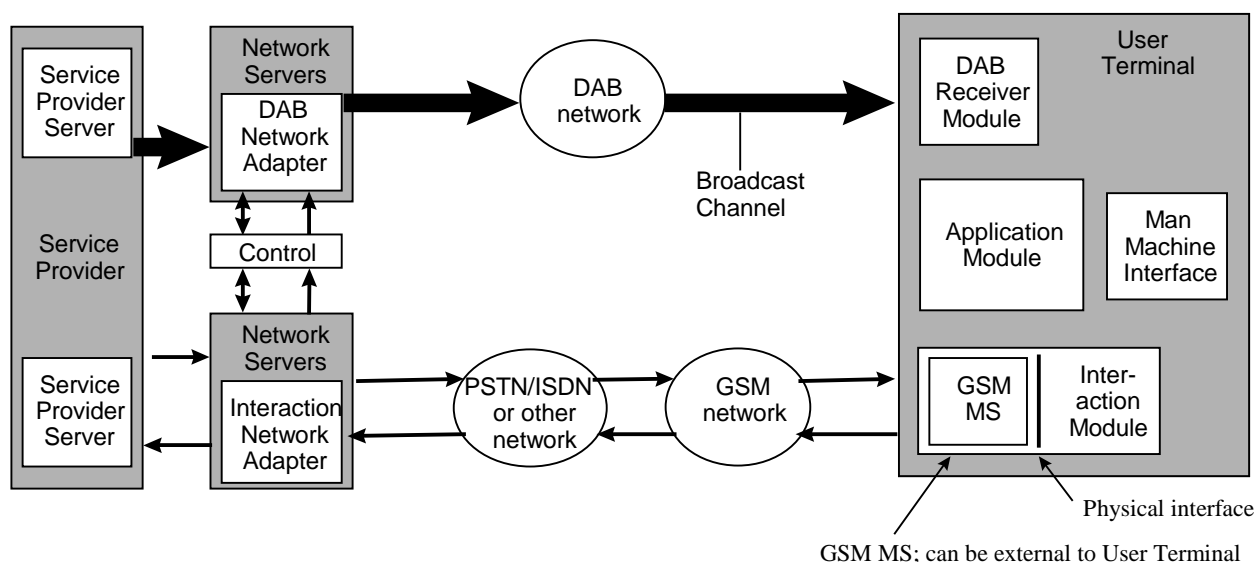 Service
Provider
Server
Network
Servers
DAB
Network
Adapter
DAB
network
Broadcast
Channel
User
Terminal
DAB
Receiver
Module
Service
Provider
Control
Application
Module
Man
Machine
Interface
Service
Provider
Server
Network
Servers
Interaction
Network
Adapter
PSTN/ISDN
or other
network
GSM
network
GSM
MS
Inter-
action
Module
Physical interface
GSM MS; can be external to User Terminal